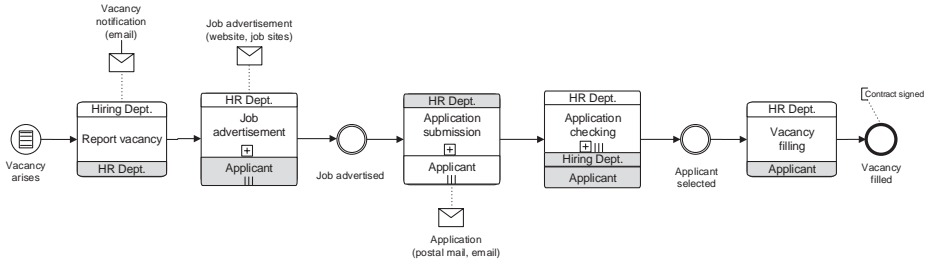 Vacancy
notification
(email)
Job advertisement
(website, job sites)
Hiring Dept.
Report vacancy
HR Dept.
HR Dept.
Job
advertisement
Applicant
HR Dept.
Application
submission
Applicant
HR Dept.
Application
checking
Hiring Dept.
Applicant
HR Dept.
Vacancy
filling
Applicant
Contract signed
Vacancy
arises
Job advertised
Applicant
selected
Vacancy
filled
Application
(postal mail, email)